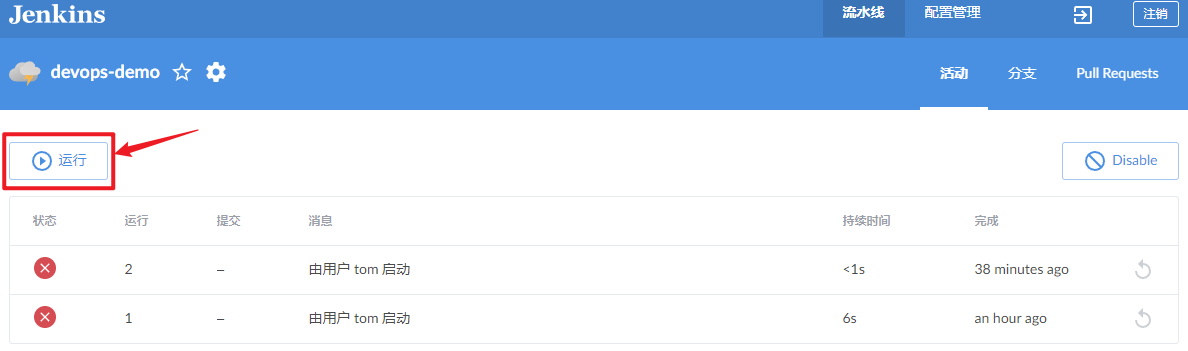 Jenkins 流水线 配置管理 注销
devops-demo 活动 分支 Pull Requests
运行 Disable
状态 运行 提交 消息 持续时间 完成
2 – 由用户 tom 启动 <1s 38 minutes ago
1 – 由用户 tom 启动 6s an hour ago